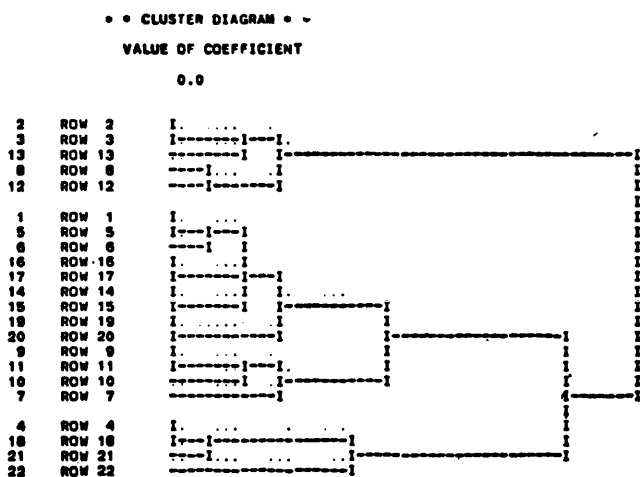 * * CLUSTER DIAGRAM * *
VALUE OF COEFFICIENT
0.0
2 ROW 2
3 ROW 3
13 ROW 13
8 ROW 8
12 ROW 12
1 ROW 1
5 ROW 5
6 ROW 6
16 ROW 16
17 ROW 17
14 ROW 14
15 ROW 15
19 ROW 19
20 ROW 20
9 ROW 9
11 ROW 11
10 ROW 10
7 ROW 7
4 ROW 4
18 ROW 18
21 ROW 21
22 ROW 22